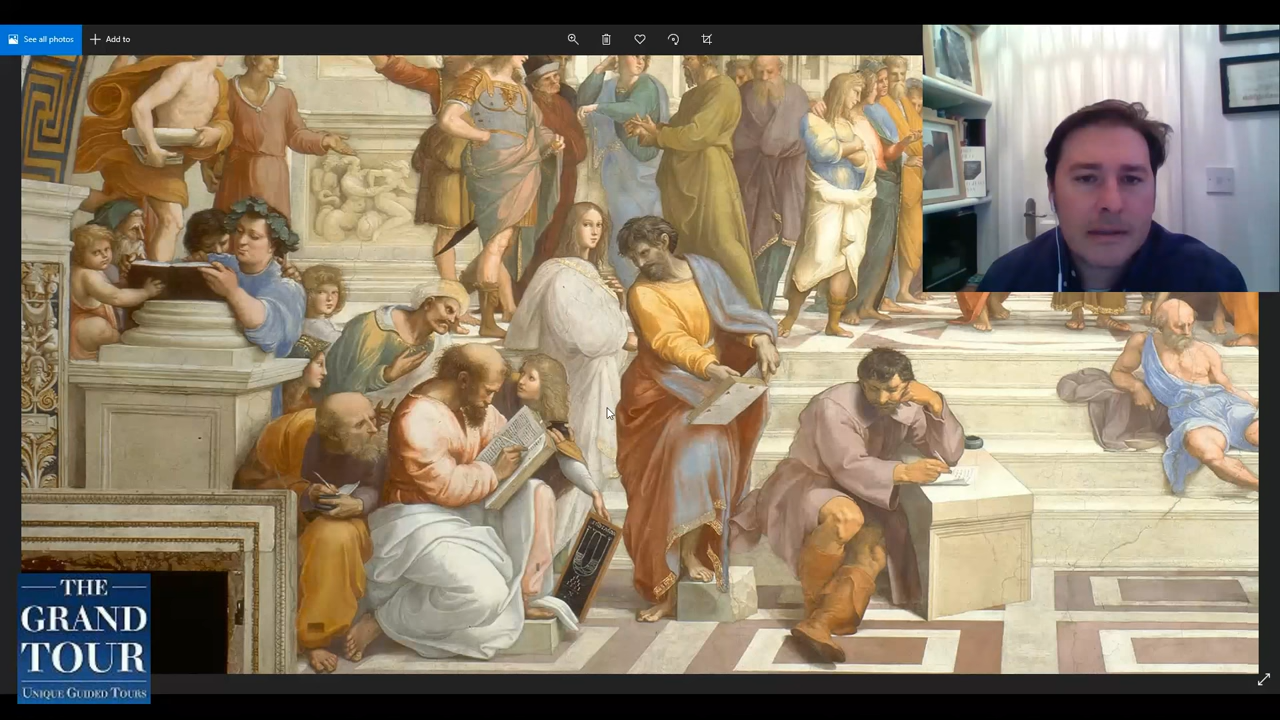 See all photos
Add to
THE
GRAND
TOUR
UNIQUE GUIDED TOURS